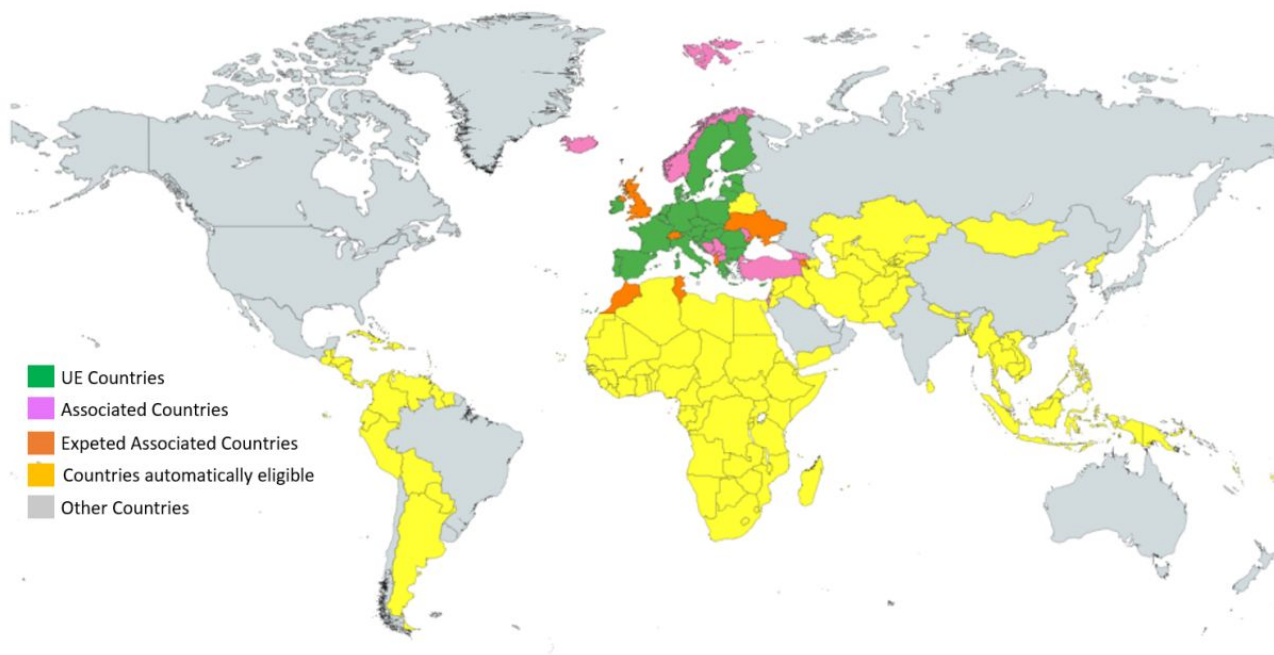 UE Countries
Associated Countries
Expeted Associated Countries
Countries automatically eligible
Other Countries